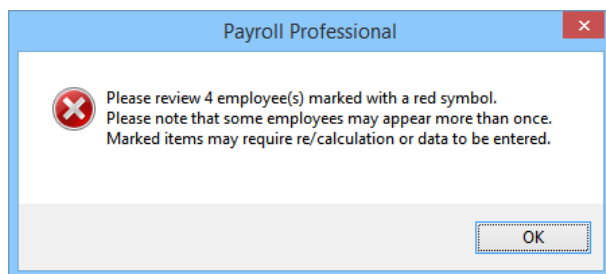 Payroll Professional
Please review 4 employee(s) marked with a red symbol.
Please note that some employees may appear more than once.
Marked items may require re/calculation or data to be entered.
OK